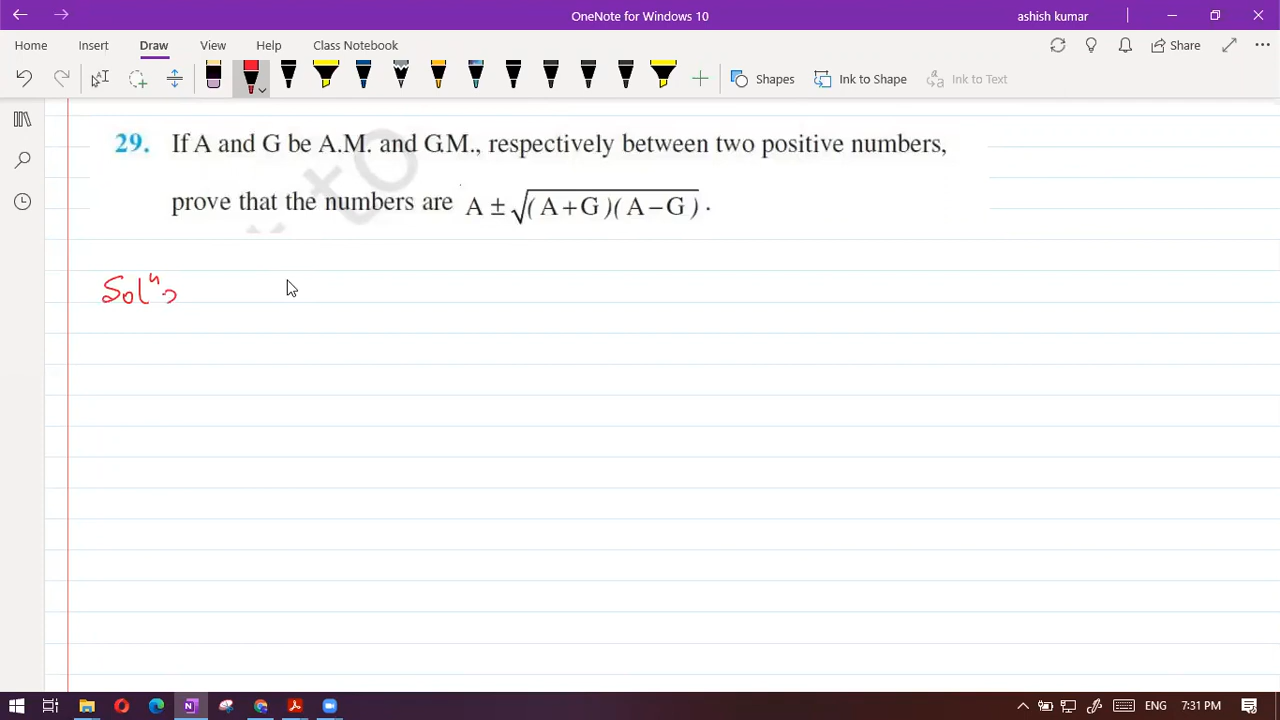 OneNote for Windows 10
ashish kumar
Home Insert Draw View Help Class Notebook
Share
Shapes Ink to Shape Ink to Text
29. If A and G be A.M. and G.M., respectively between two positive numbers,
prove that the numbers are A ± √(A+G)(A−G) .
Solⁿ
ENG 7:31 PM